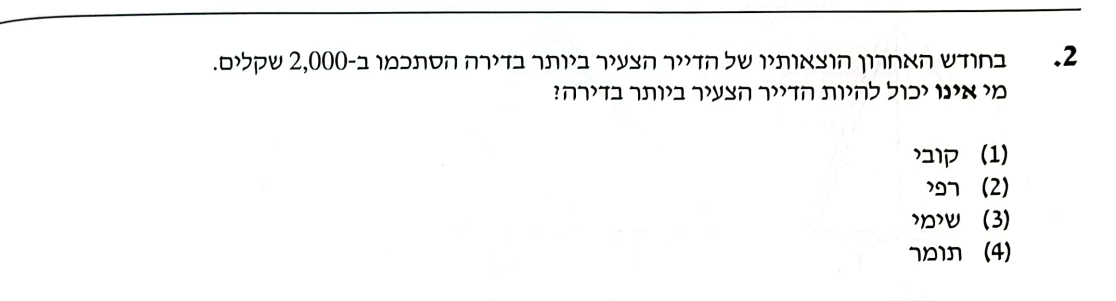 2. בחודש האחרון הוצאותיו של הדייר הצעיר ביותר בדירה הסתכמו ב-2,000 שקלים.
מי אינו יכול להיות הדייר הצעיר ביותר בדירה?
(1) קובי
(2) רפי
(3) שימי
(4) תומר